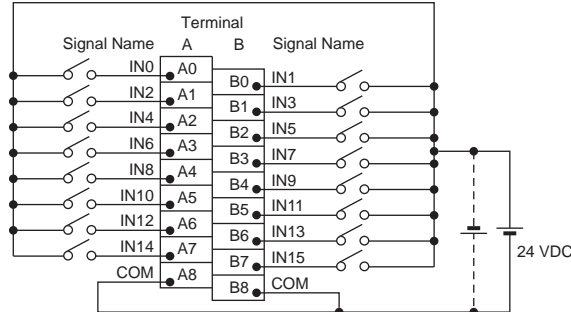 Terminal
Signal Name A B Signal Name
IN0 A0
B0 IN1
IN2 A1
B1 IN3
IN4 A2
B2 IN5
IN6 A3
B3 IN7
IN8 A4
B4 IN9
IN10 A5
B5 IN11
IN12 A6
B6 IN13
IN14 A7
B7 IN15
24 VDC
COM A8
B8 COM